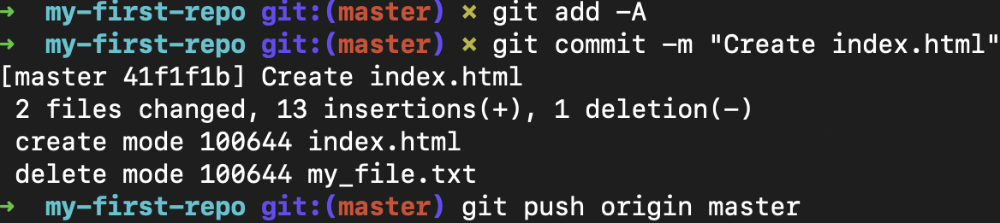 ➜  my-first-repo git:(master) ✗ git add -A
➜  my-first-repo git:(master) ✗ git commit -m "Create index.html"
[master 41f1f1b] Create index.html
 2 files changed, 13 insertions(+), 1 deletion(-)
 create mode 100644 index.html
 delete mode 100644 my_file.txt
➜  my-first-repo git:(master) git push origin master